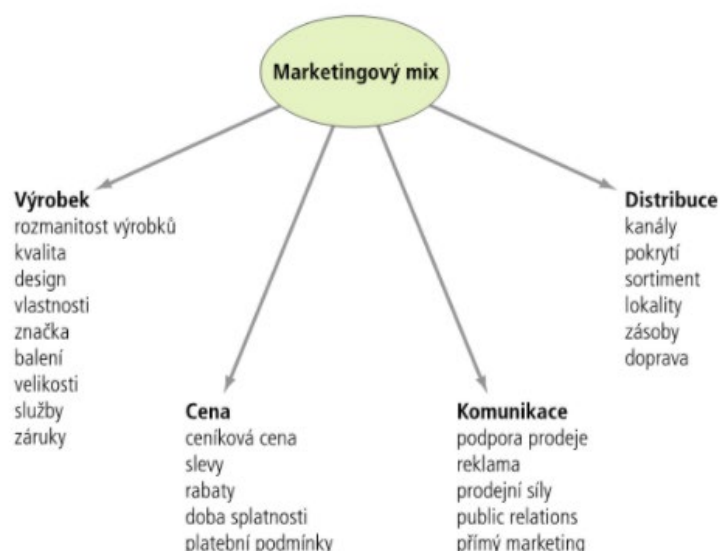 Marketingový mix
Výrobek
rozmanitost výrobků
kvalita
design
vlastnosti
značka
balení
velikosti
služby
záruky
Cena
ceníková cena
slevy
rabaty
doba splatnosti
platební podmínky
Komunikace
podpora prodeje
reklama
prodejní síly
public relations
přímý marketing
Distribuce
kanály
pokrytí
sortiment
lokality
zásoby
doprava